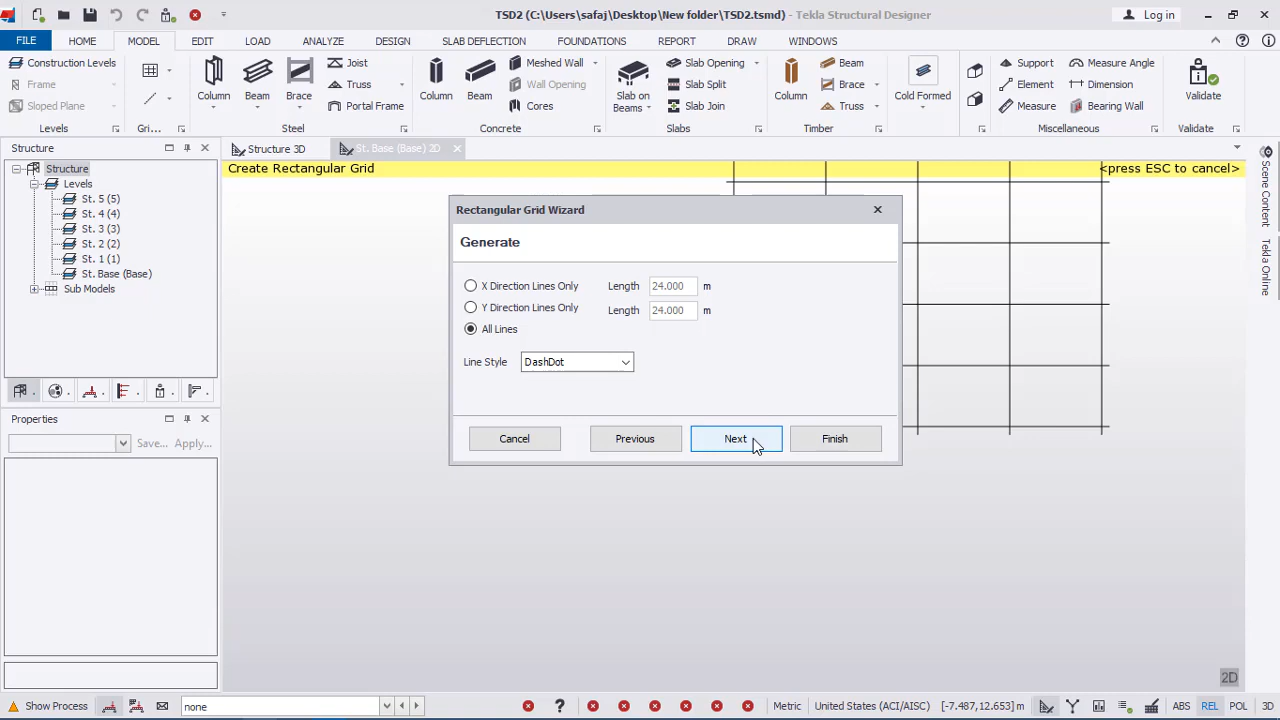 TSD2 (C:\Users\safaj\Desktop\New folder\TSD2.tsmd) - Tekla Structural Designer
Log in
FILE HOME MODEL EDIT LOAD ANALYZE DESIGN SLAB DEFLECTION FOUNDATIONS REPORT DRAW WINDOWS
Construction Levels
Frame
Sloped Plane
Levels
Gri...
Column Beam Brace
Joist
Truss
Portal Frame
Steel
Column Beam
Meshed Wall
Wall Opening
Cores
Concrete
Slab on Beams
Slab Opening
Slab Split
Slab Join
Slabs
Column
Beam
Brace
Truss
Timber
Cold Formed
Support
Element
Measure
Measure Angle
Dimension
Bearing Wall
Miscellaneous
Validate
Validate
Structure
Structure
Levels
St. 5 (5)
St. 4 (4)
St. 3 (3)
St. 2 (2)
St. 1 (1)
St. Base (Base)
Sub Models
Properties
Save... Apply...
Structure 3D
St. Base (Base) 2D
Create Rectangular Grid
<press ESC to cancel>
Rectangular Grid Wizard
Generate
X Direction Lines Only Length 24.000 m
Y Direction Lines Only Length 24.000 m
All Lines
Line Style DashDot
Cancel Previous Next Finish
2D
Scene Content
Tekla Online
Show Process
none
Metric United States (ACI/AISC) [-7.487,12.653] m
ABS REL POL 3D